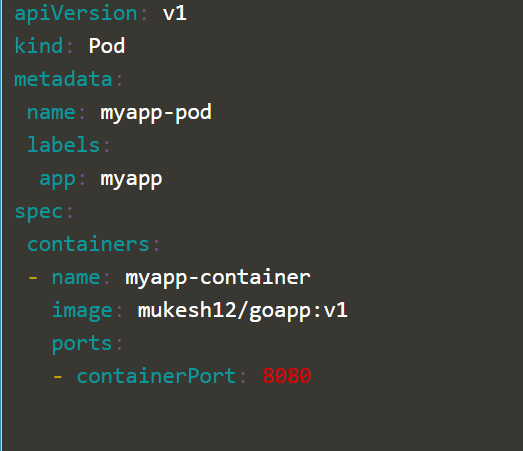 apiVersion: v1
kind: Pod
metadata:
 name: myapp-pod
 labels:
  app: myapp
spec:
 containers:
 - name: myapp-container
   image: mukesh12/goapp:v1
   ports:
   - containerPort: 8080